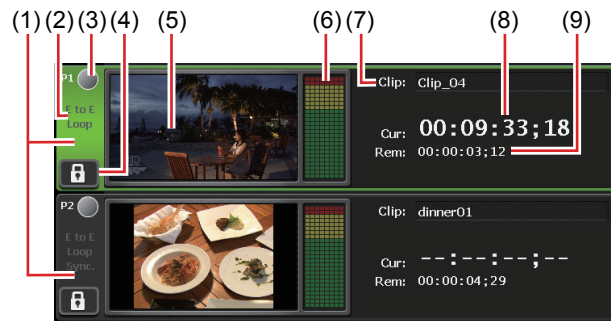 (1) (2) (3) (4) (5) (6) (7) (8) (9)
P1
E to E
Loop
Clip: Clip_04
Cur: 00:09:33;18
Rem: 00:00:03;12
P2
E to E
Loop
Sync.
Clip: dinner01
Cur: --:--:--;--
Rem: 00:00:04;29